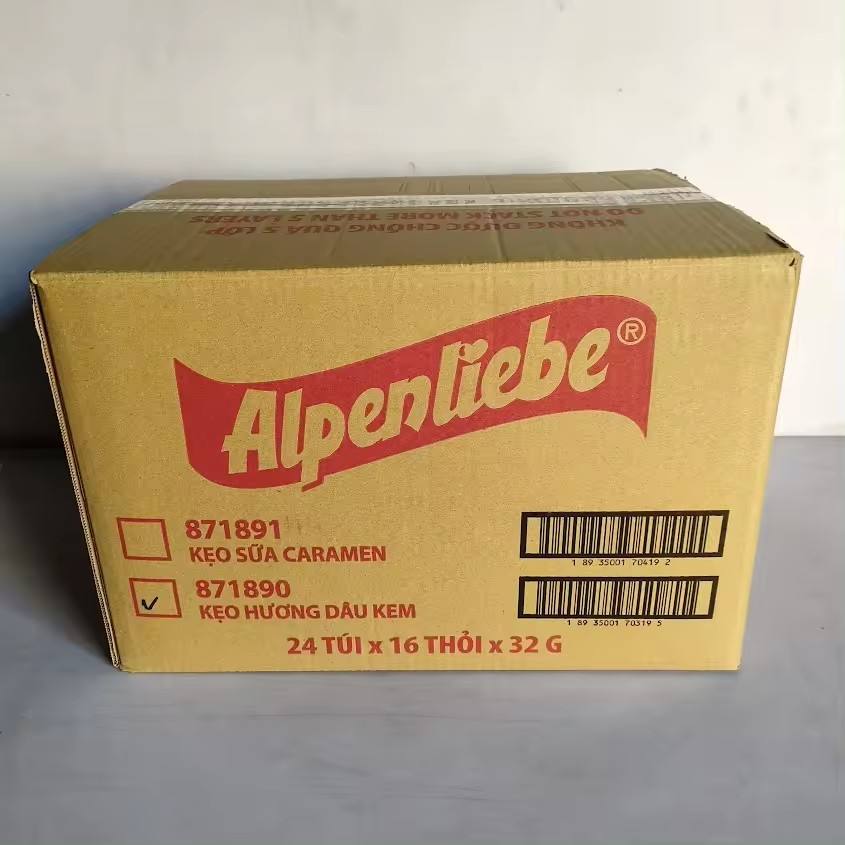 KHÔNG ĐƯỢC CHỒNG QUÁ 5 LỚP
DO NOT STACK MORE THAN 5 LAYERS
Alpenliebe®
871891
KẸO SỮA CARAMEN
1 89 35001 70419 2
871890
KẸO HƯƠNG DÂU KEM
1 89 35001 70319 5
24 TÚI x 16 THỎI x 32 G